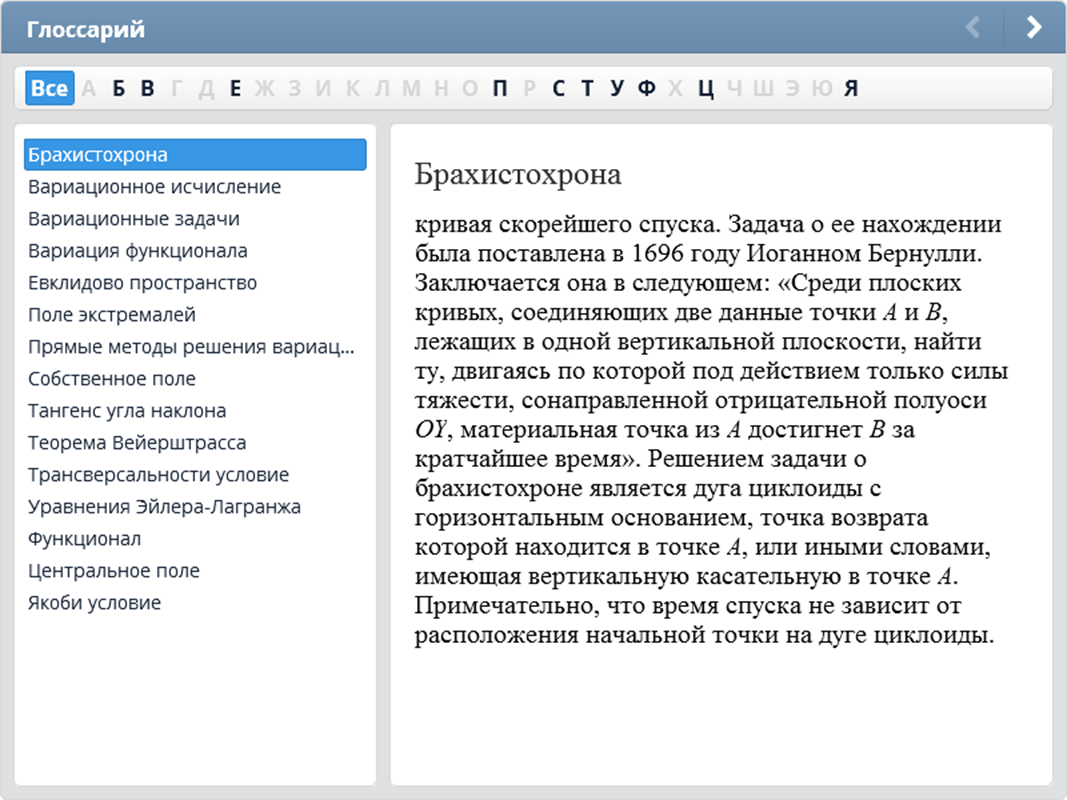 Глоссарий
Все А Б В Г Д Е Ж З И К Л М Н О П Р С Т У Ф Х Ц Ч Ш Э Ю Я
Брахистохрона
Вариационное исчисление
Вариационные задачи
Вариация функционала
Евклидово пространство
Поле экстремалей
Прямые методы решения вариац...
Собственное поле
Тангенс угла наклона
Теорема Вейерштрасса
Трансверсальности условие
Уравнения Эйлера-Лагранжа
Функционал
Центральное поле
Якоби условие
Брахистохрона
кривая скорейшего спуска. Задача о ее нахождении
была поставлена в 1696 году Иоганном Бернулли.
Заключается она в следующем: «Среди плоских
кривых, соединяющих две данные точки A и B,
лежащих в одной вертикальной плоскости, найти
ту, двигаясь по которой под действием только силы
тяжести, сонаправленной отрицательной полуоси
OY, материальная точка из A достигнет B за
кратчайшее время». Решением задачи о
брахистохроне является дуга циклоиды с
горизонтальным основанием, точка возврата
которой находится в точке A, или иными словами,
имеющая вертикальную касательную в точке A.
Примечательно, что время спуска не зависит от
расположения начальной точки на дуге циклоиды.